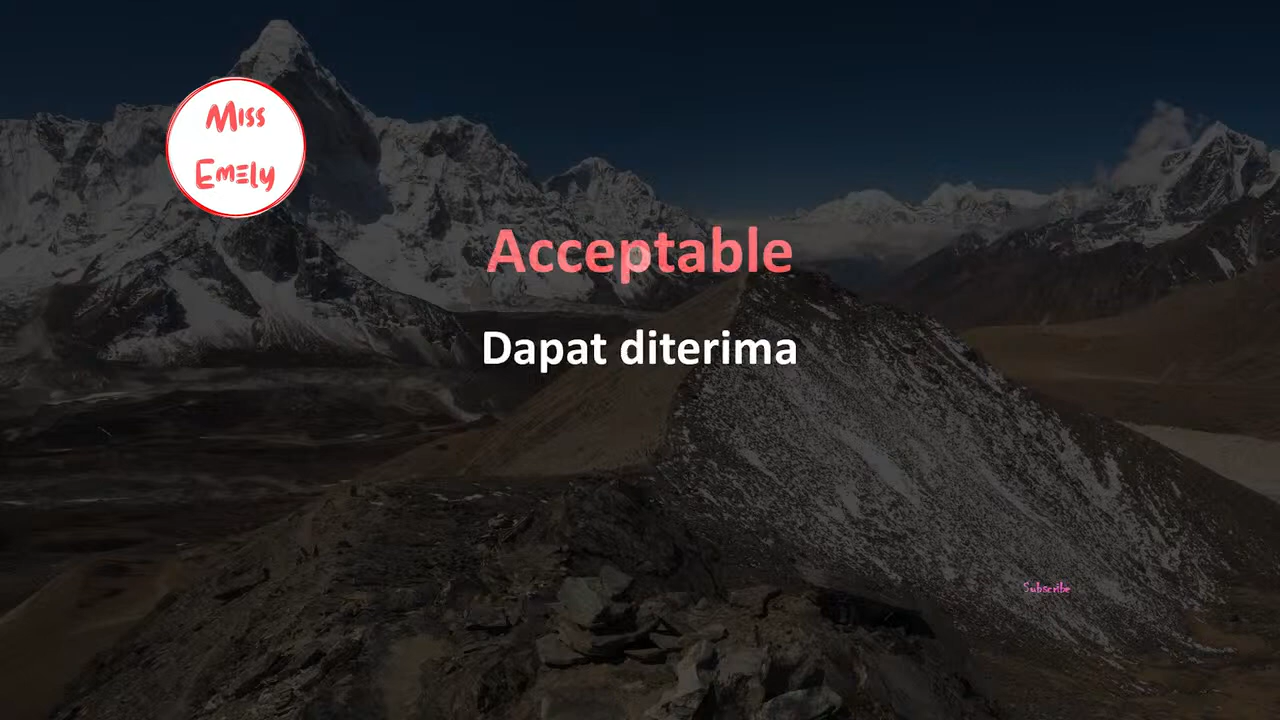 Miss
Emely
Acceptable
Dapat diterima
Subscribe